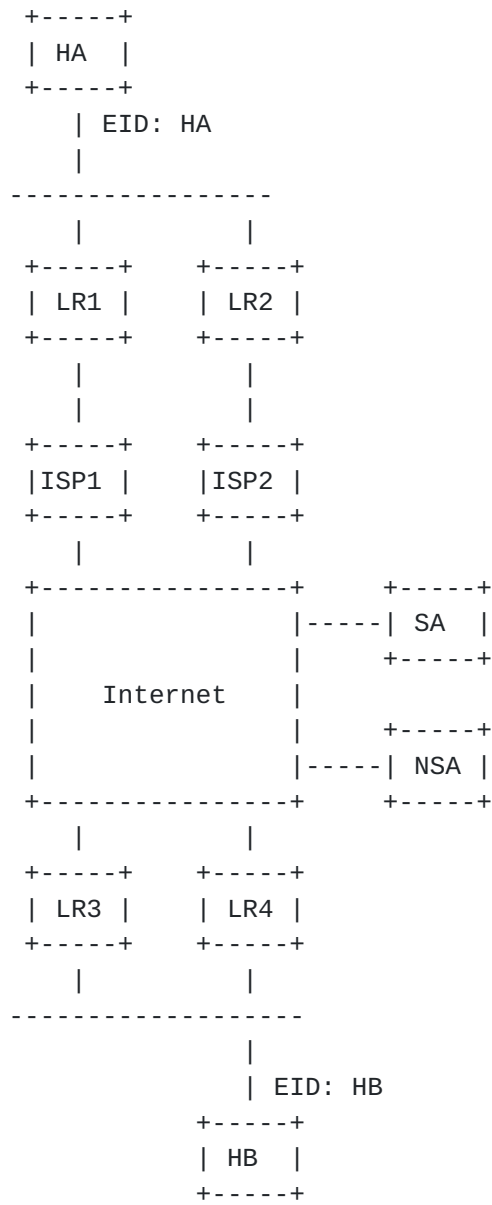 HA
EID: HA
LR1 LR2
ISP1 ISP2
SA
Internet
NSA
LR3 LR4
EID: HB
HB